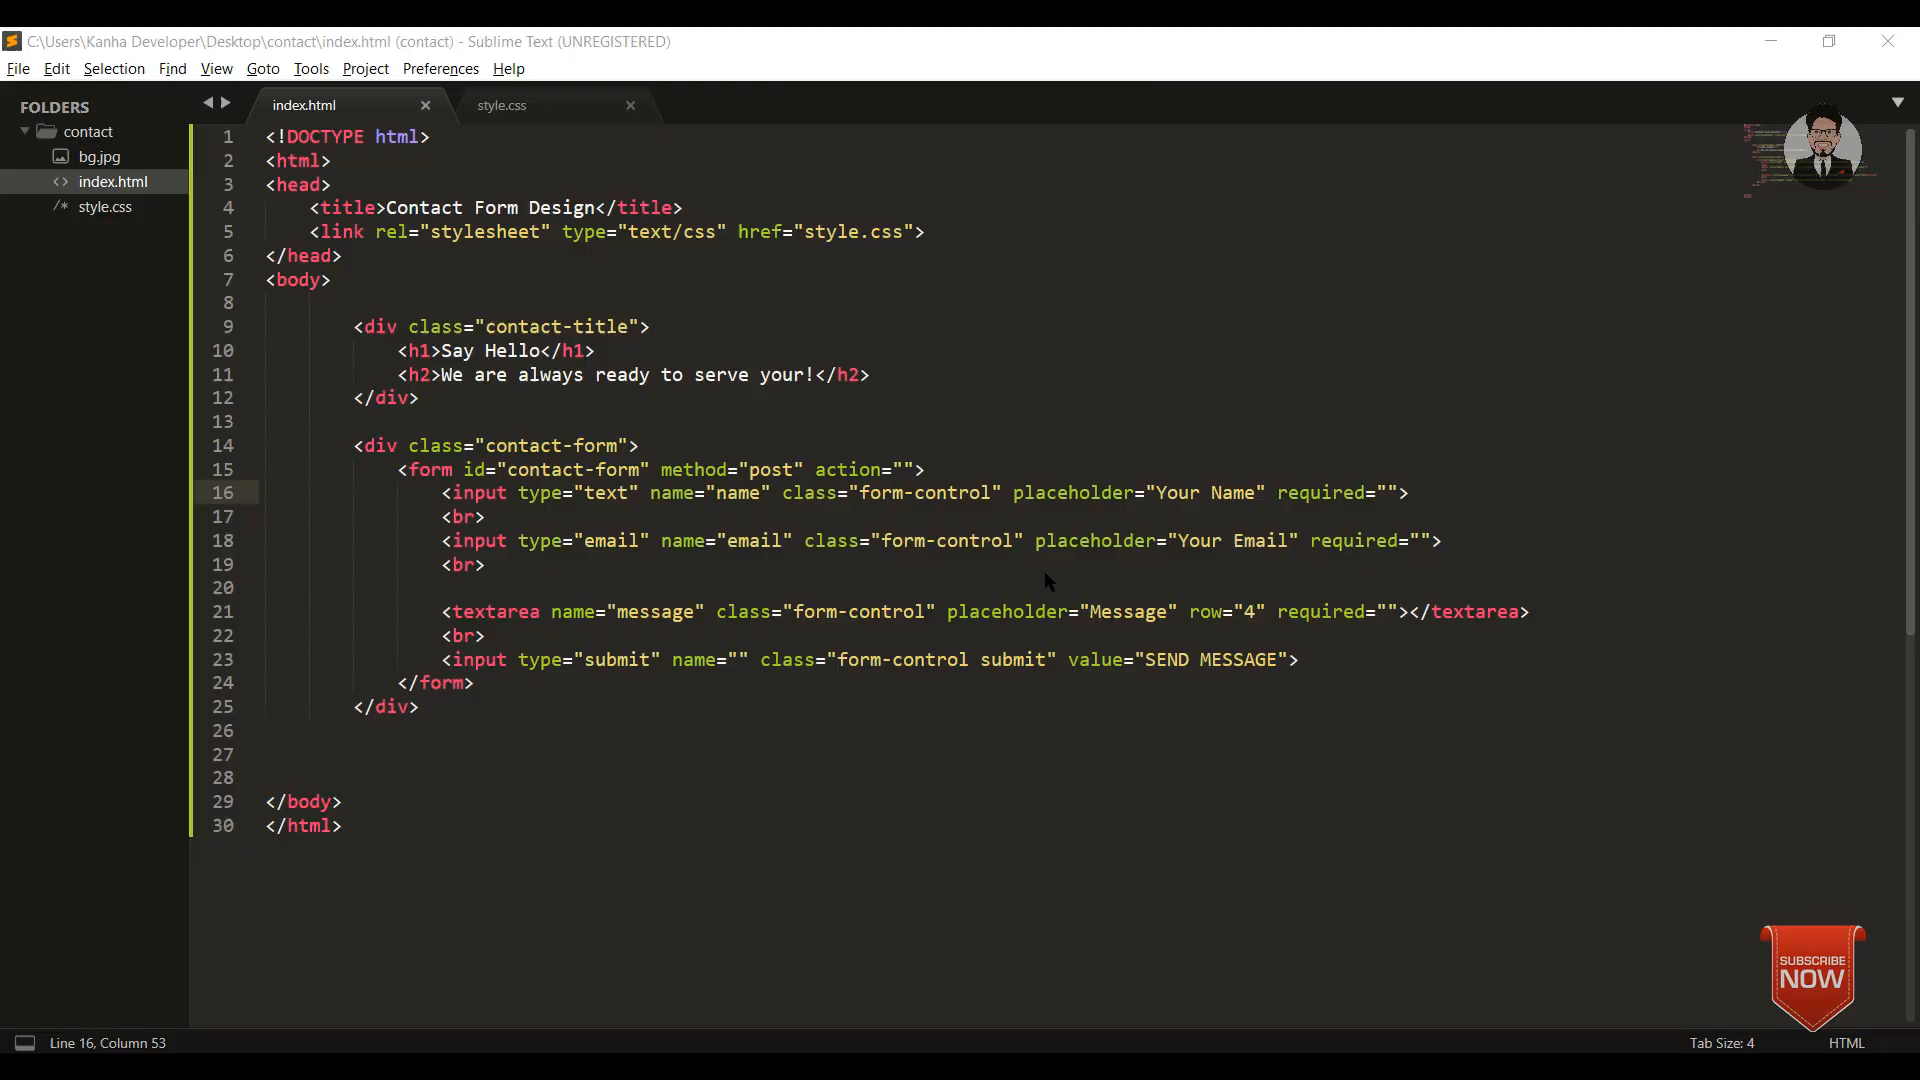 C:\Users\Kanha Developer\Desktop\contact\index.html (contact) - Sublime Text (UNREGISTERED)
File Edit Selection Find View Goto Tools Project Preferences Help
FOLDERS
contact
bg.jpg
index.html
style.css
index.html
style.css
1 <!DOCTYPE html>
2 <html>
3 <head>
4 <title>Contact Form Design</title>
5 <link rel="stylesheet" type="text/css" href="style.css">
6 </head>
7 <body>
8
9 <div class="contact-title">
10 <h1>Say Hello</h1>
11 <h2>We are always ready to serve your!</h2>
12 </div>
13
14 <div class="contact-form">
15 <form id="contact-form" method="post" action="">
16 <input type="text" name="name" class="form-control" placeholder="Your Name" required="">
17 <br>
18 <input type="email" name="email" class="form-control" placeholder="Your Email" required="">
19 <br>
20
21 <textarea name="message" class="form-control" placeholder="Message" row="4" required=""></textarea>
22 <br>
23 <input type="submit" name="" class="form-control submit" value="SEND MESSAGE">
24 </form>
25 </div>
26
27
28
29 </body>
30 </html>
SUBSCRIBE
NOW
Line 16, Column 53
Tab Size: 4
HTML